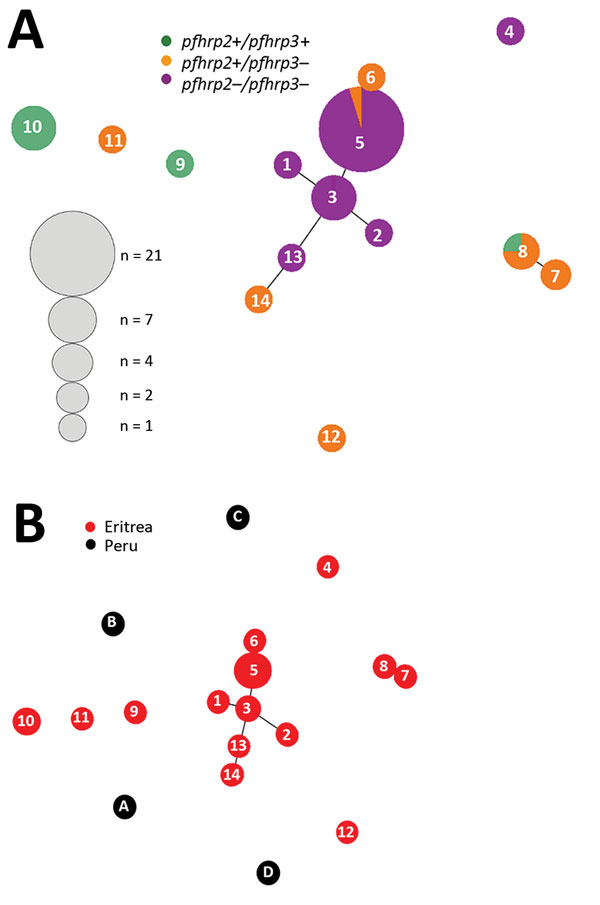 A
pfhrp2+/pfhrp3+
pfhrp2+/pfhrp3–
pfhrp2–/pfhrp3–
4
6
10
11
9
5
1
3
2
13
14
8
7
n = 21
n = 7
n = 4
n = 2
n = 1
12
B
Eritrea
Peru
C
4
B
6
5
8
7
1
3
10
11
9
2
13
14
A
12
D